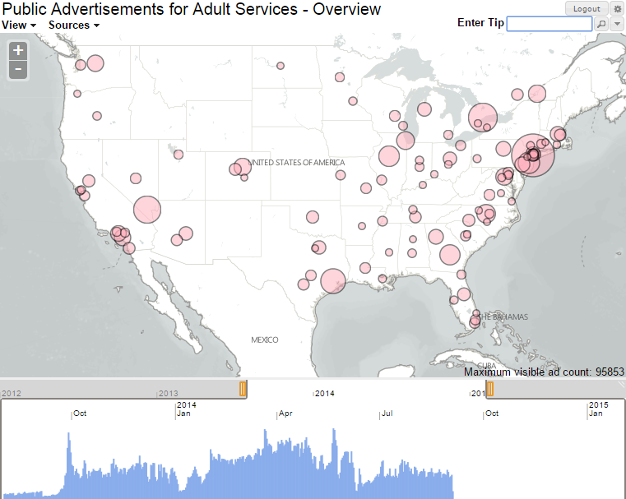 Public Advertisements for Adult Services - Overview
Logout
View Sources
Enter Tip
+
−
UNITED STATES OF AMERICA
MEXICO
THE BAHAMAS
CUBA
Maximum visible ad count: 95853
2012 2013 2014
2014 2015
Oct Jan Apr Jul Oct Jan